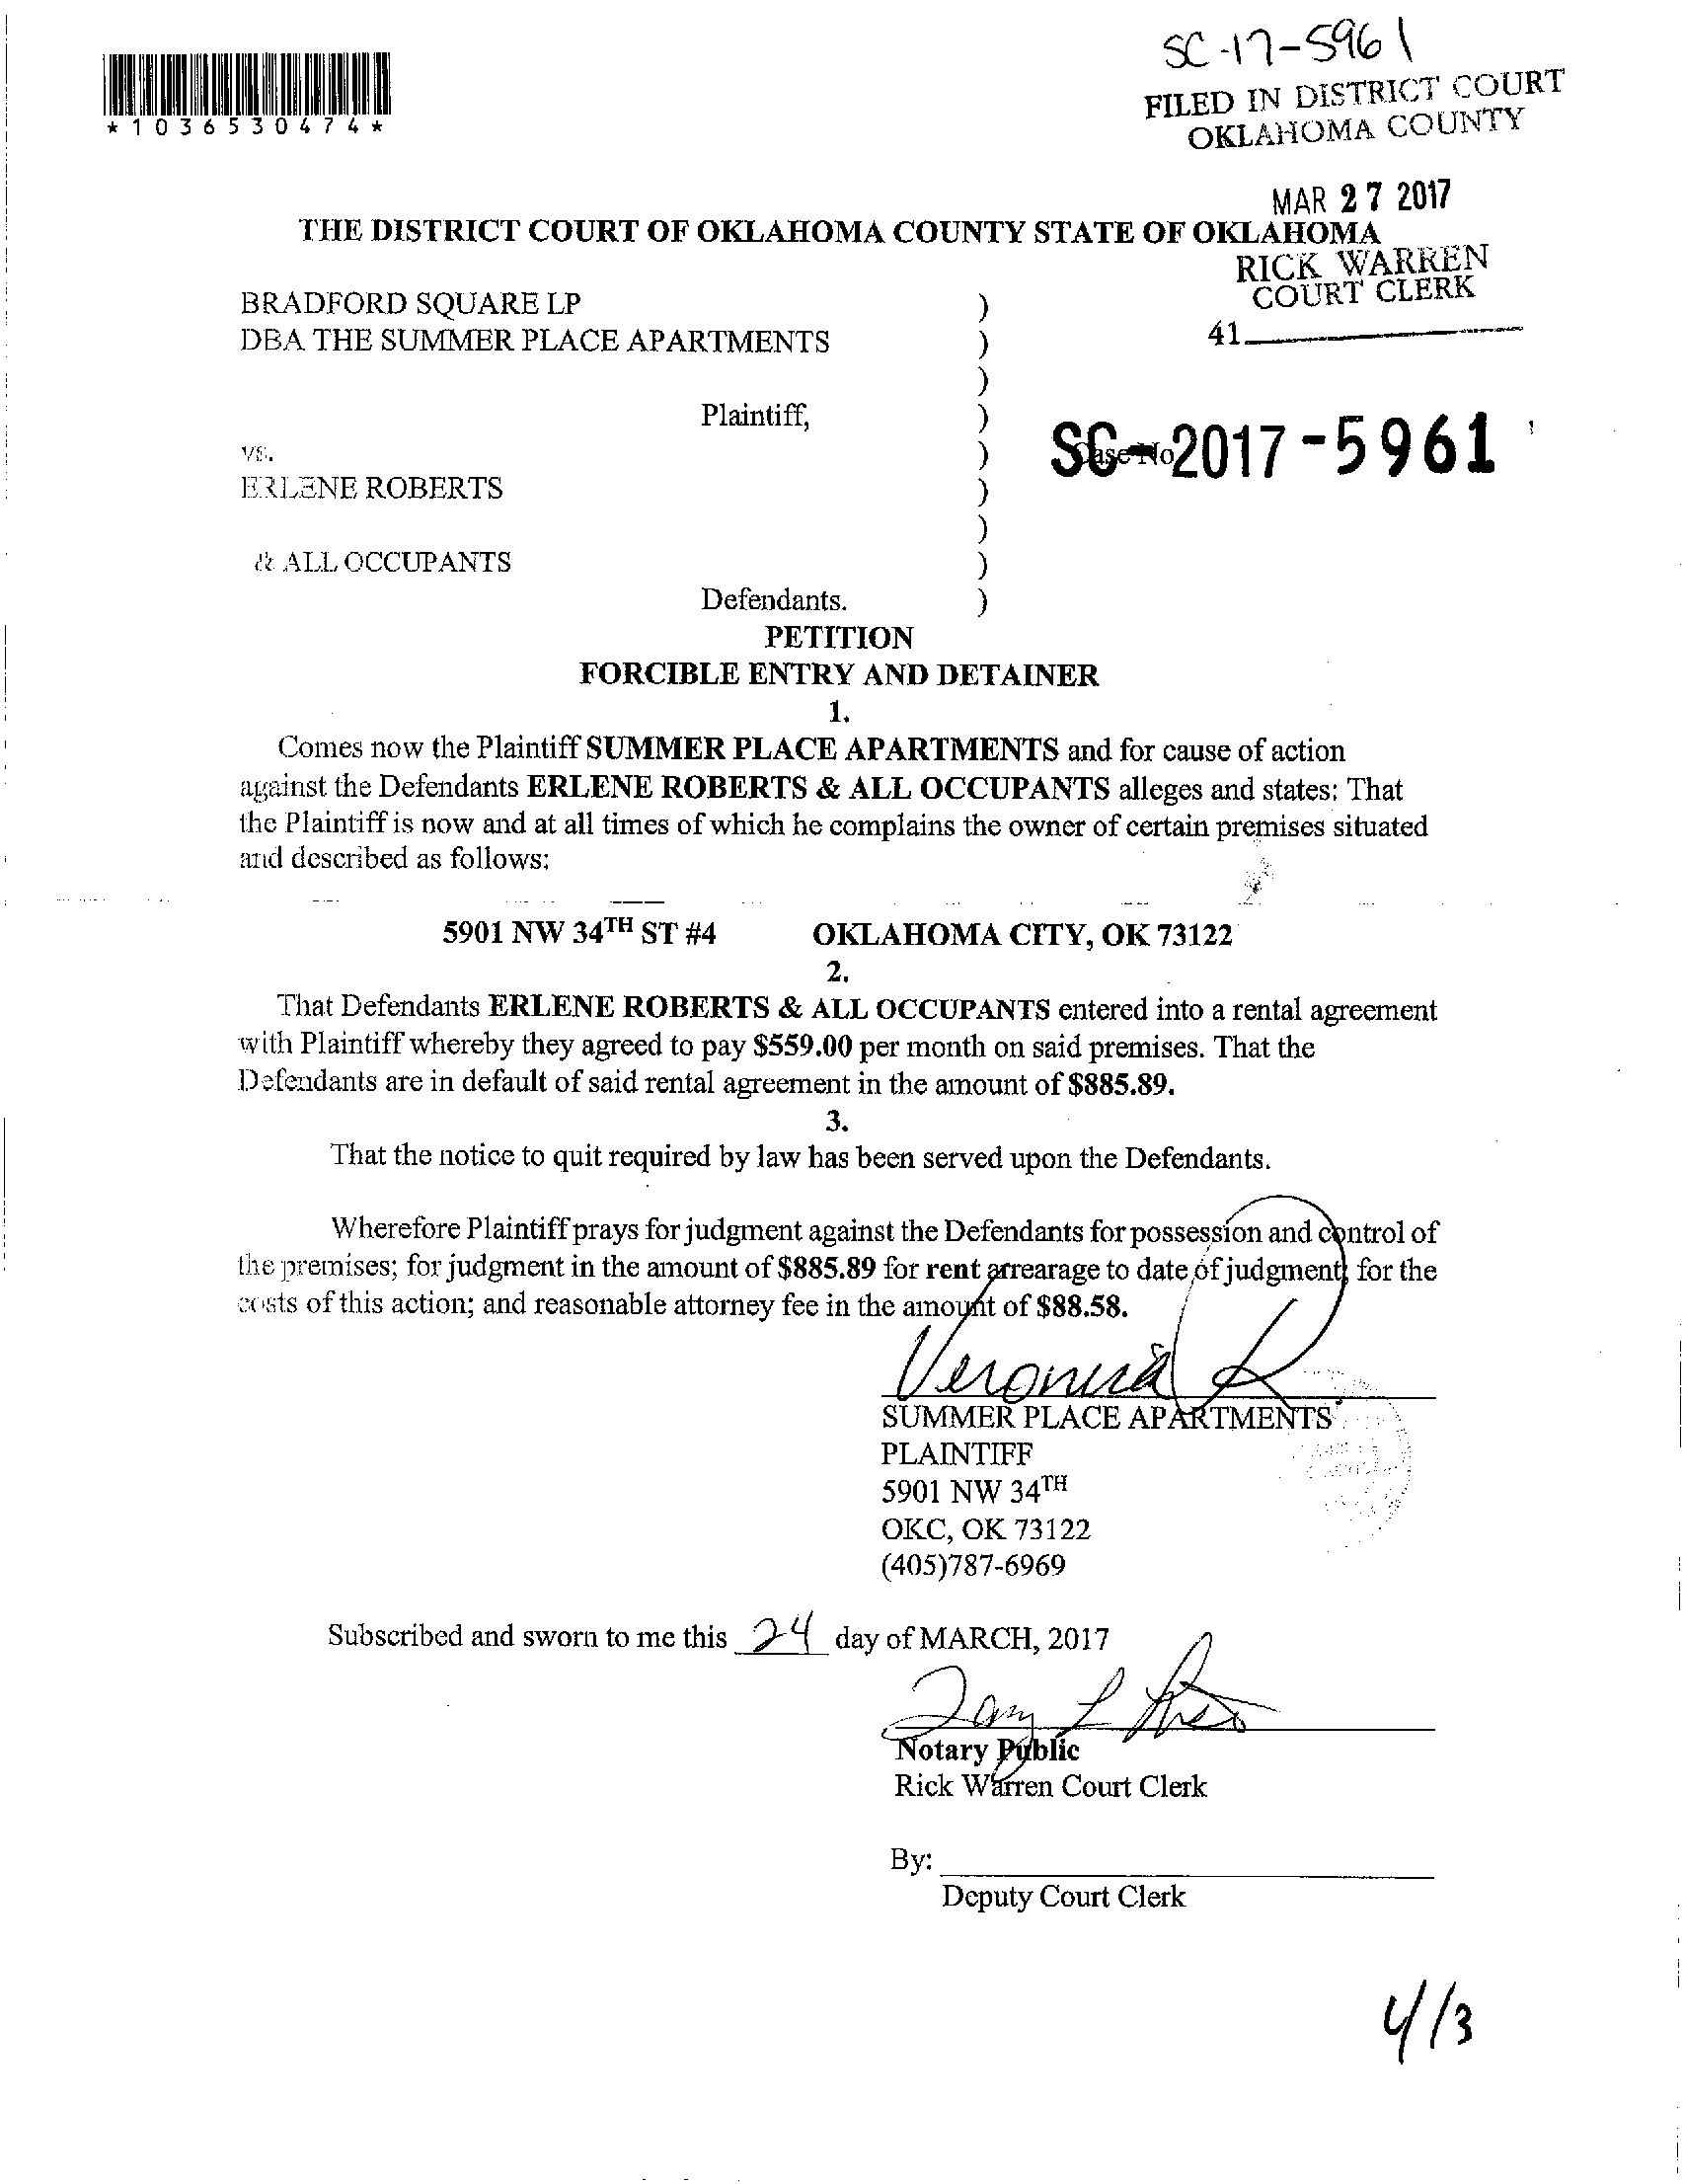 SC-17-5961
FILED IN DISTRICT COURT
OKLAHOMA COUNTY
*1036530474*
MAR 27 2017
THE DISTRICT COURT OF OKLAHOMA COUNTY STATE OF OKLAHOMA
RICK WARREN
COURT CLERK
41
BRADFORD SQUARE LP )
DBA THE SUMMER PLACE APARTMENTS )
)
Plaintiff, )
vs. ) Case No SC-2017-5961
ERLENE ROBERTS )
)
& ALL OCCUPANTS )
Defendants. )
PETITION
FORCIBLE ENTRY AND DETAINER
1.
Comes now the Plaintiff SUMMER PLACE APARTMENTS and for cause of action
against the Defendants ERLENE ROBERTS & ALL OCCUPANTS alleges and states: That
the Plaintiff is now and at all times of which he complains the owner of certain premises situated
and described as follows:
5901 NW 34TH ST #4 OKLAHOMA CITY, OK 73122
2.
That Defendants ERLENE ROBERTS & ALL OCCUPANTS entered into a rental agreement
with Plaintiff whereby they agreed to pay $559.00 per month on said premises. That the
Defendants are in default of said rental agreement in the amount of $885.89.
3.
That the notice to quit required by law has been served upon the Defendants.
Wherefore Plaintiff prays for judgment against the Defendants for possession and control of
the premises; for judgment in the amount of $885.89 for rent arrearage to date of judgment; for the
costs of this action; and reasonable attorney fee in the amount of $88.58.
Veronica R
SUMMER PLACE APARTMENTS
PLAINTIFF
5901 NW 34TH
OKC, OK 73122
(405)787-6969
Subscribed and sworn to me this 24 day of MARCH, 2017
Notary Public
Rick Warren Court Clerk
By:
Deputy Court Clerk
4/13